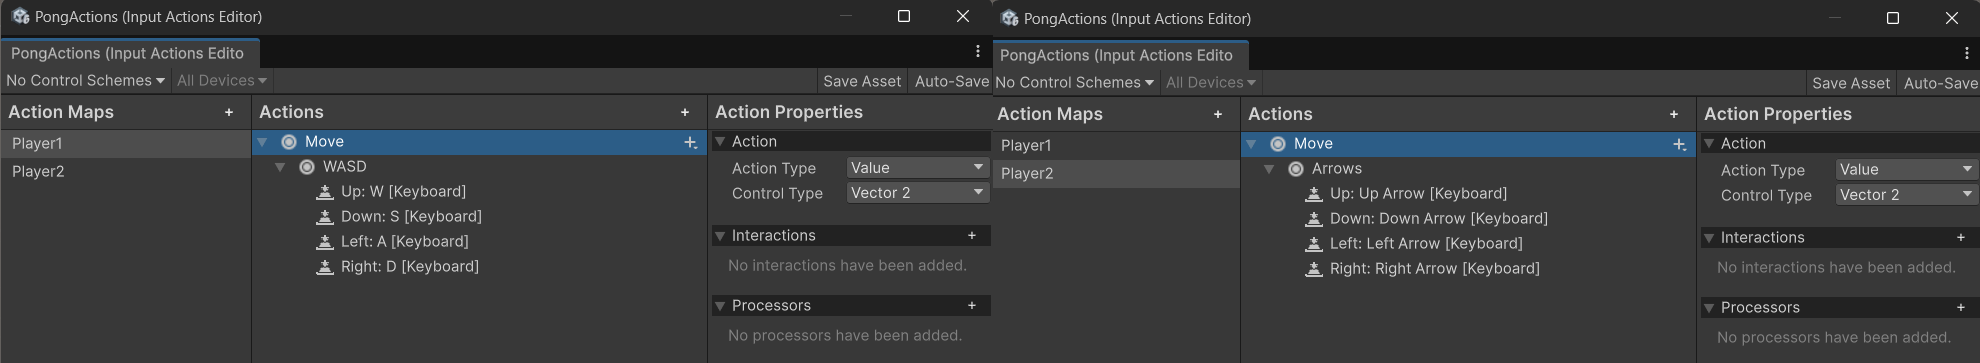 PongActions (Input Actions Editor)
PongActions (Input Actions Edito
No Control Schemes All Devices Save Asset Auto-Save
Action Maps + Actions + Action Properties
Player1
Player2
Move
WASD
Up: W [Keyboard]
Down: S [Keyboard]
Left: A [Keyboard]
Right: D [Keyboard]
Action
Action Type Value
Control Type Vector 2
Interactions +
No interactions have been added.
Processors +
No processors have been added.
PongActions (Input Actions Editor)
PongActions (Input Actions Edito
No Control Schemes All Devices Save Asset Auto-Save
Action Maps + Actions + Action Properties
Player1
Player2
Move
Arrows
Up: Up Arrow [Keyboard]
Down: Down Arrow [Keyboard]
Left: Left Arrow [Keyboard]
Right: Right Arrow [Keyboard]
Action
Action Type Value
Control Type Vector 2
Interactions +
No interactions have been added.
Processors +
No processors have been added.